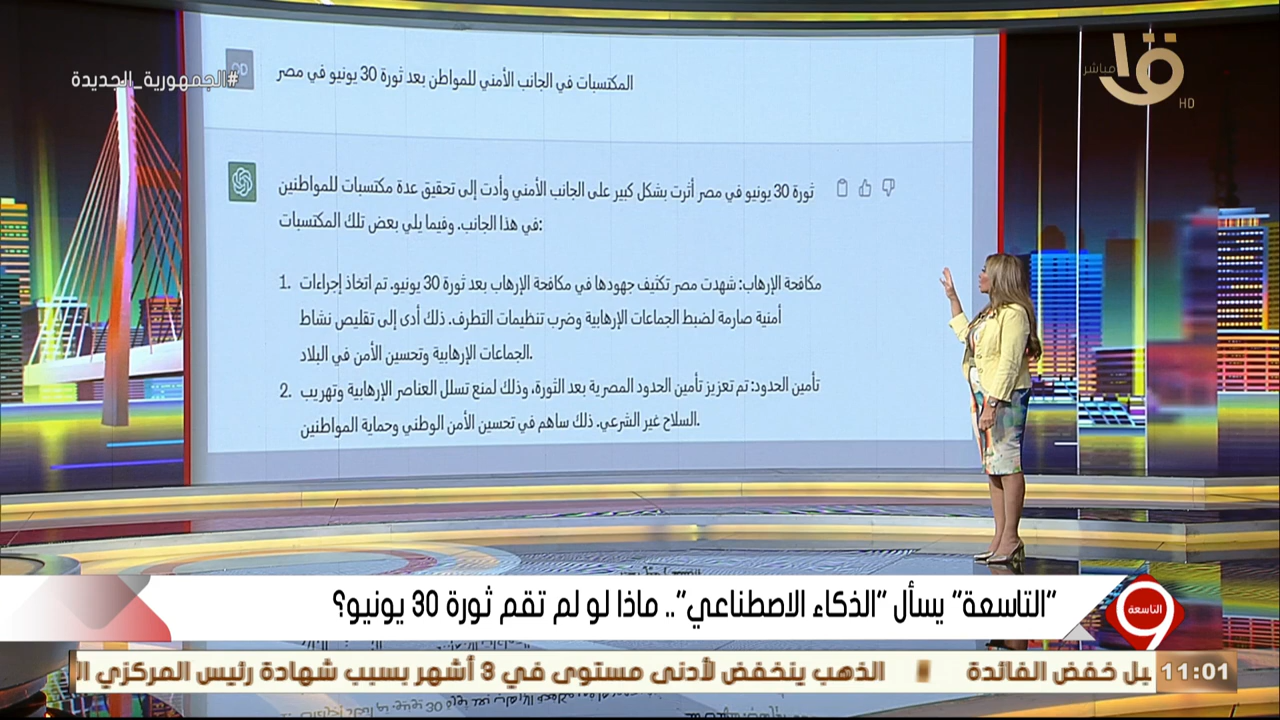 #الجمهورية_الجديدة
مباشر
HD
المكتسبات في الجانب الأمني للمواطن بعد ثورة 30 يونيو في مصر
ثورة 30 يونيو في مصر أثرت بشكل كبير على الجانب الأمني وأدت إلى تحقيق عدة مكتسبات للمواطنين
في هذا الجانب. وفيما يلي بعض تلك المكتسبات:
1. مكافحة الإرهاب: شهدت مصر تكثيف جهودها في مكافحة الإرهاب بعد ثورة 30 يونيو. تم اتخاذ إجراءات
أمنية صارمة لضبط الجماعات الإرهابية وضرب تنظيمات التطرف. ذلك أدى إلى تقليص نشاط
الجماعات الإرهابية وتحسين الأمن في البلاد.
2. تأمين الحدود: تم تعزيز تأمين الحدود المصرية بعد الثورة، وذلك لمنع تسلل العناصر الإرهابية وتهريب
السلاح غير الشرعي. ذلك ساهم في تحسين الأمن الوطني وحماية المواطنين.
التاسعة
9
"التاسعة" يسأل "الذكاء الاصطناعي".. ماذا لو لم تقم ثورة 30 يونيو؟
11:01
خفض الفائدة
الذهب ينخفض لأدنى مستوى في 3 أشهر بسبب شهادة رئيس المركزي